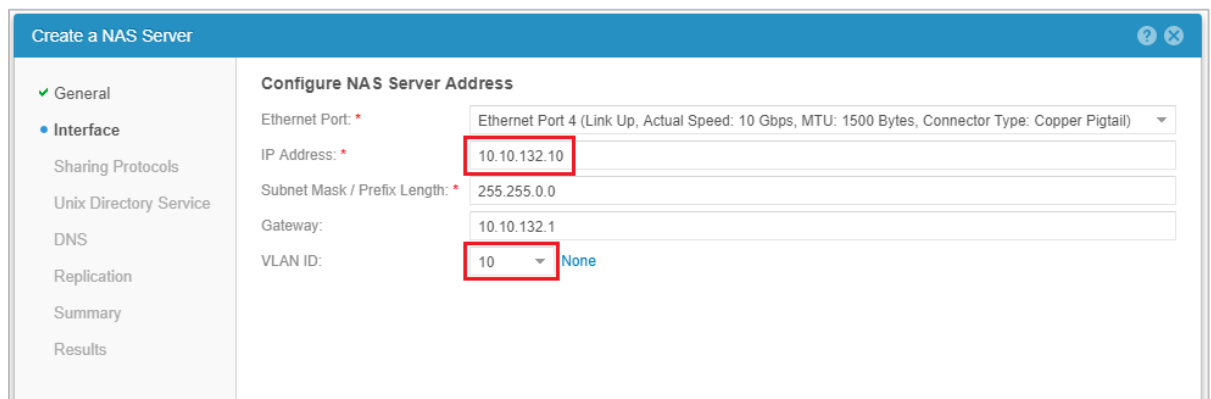 Create a NAS Server
General
Interface
Sharing Protocols
Unix Directory Service
DNS
Replication
Summary
Results
Configure NAS Server Address
Ethernet Port: * Ethernet Port 4 (Link Up, Actual Speed: 10 Gbps, MTU: 1500 Bytes, Connector Type: Copper Pigtail)
IP Address: * 10.10.132.10
Subnet Mask / Prefix Length: * 255.255.0.0
Gateway: 10.10.132.1
VLAN ID: 10 None